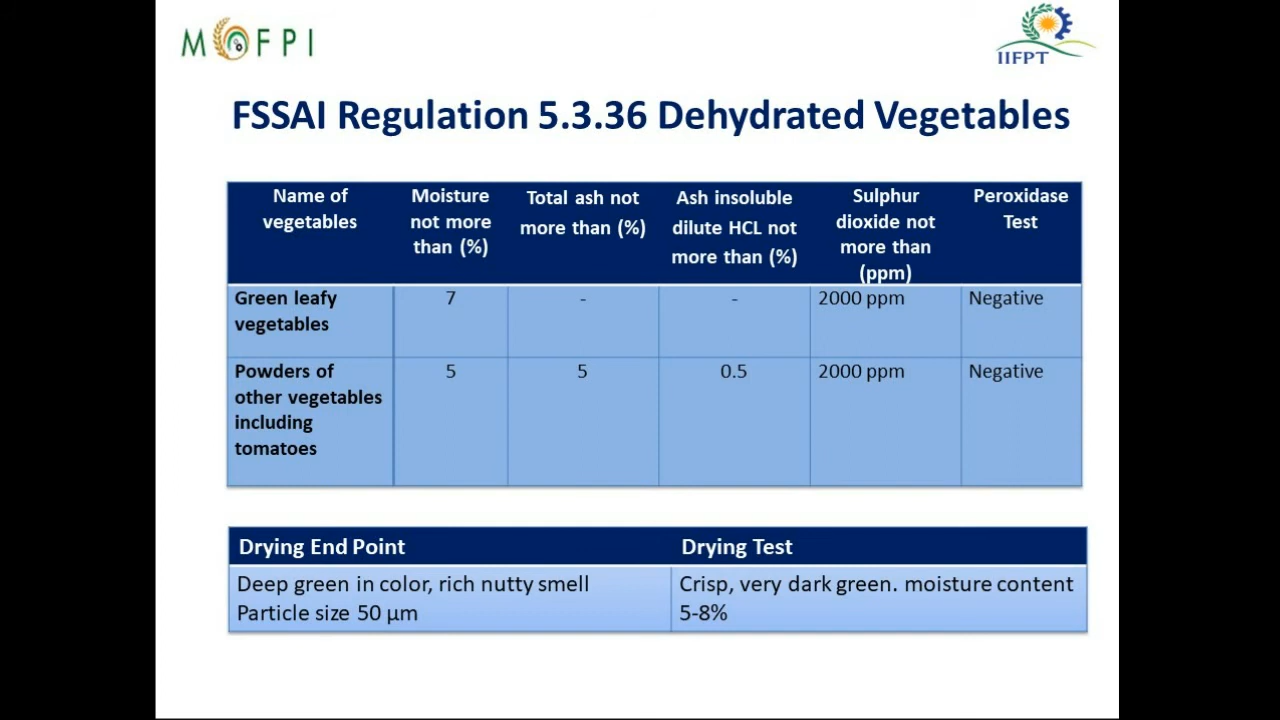 MOFPI
IIFPT
FSSAI Regulation 5.3.36 Dehydrated Vegetables
Name of
vegetables
Moisture
not more
than (%)
Total ash not
more than (%)
Ash insoluble
dilute HCL not
more than (%)
Sulphur
dioxide not
more than
(ppm)
Peroxidase
Test
Green leafy
vegetables
7
-
-
2000 ppm
Negative
Powders of
other vegetables
including
tomatoes
5
5
0.5
2000 ppm
Negative
Drying End Point
Drying Test
Deep green in color, rich nutty smell
Particle size 50 µm
Crisp, very dark green. moisture content
5-8%